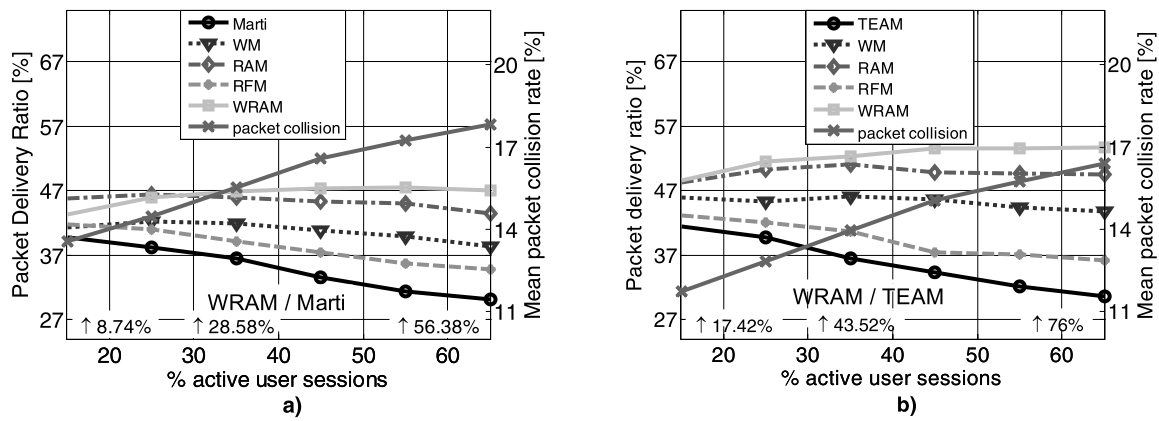 Marti
WM
RAM
RFM
WRAM
packet collision
Packet Delivery Ratio [%]
67
57
47
37
27
20
17
14
11
Mean packet collision rate [%]
WRAM / Marti
↑ 8.74%
↑ 28.58%
↑ 56.38%
20
30
40
50
60
% active user sessions
a)
TEAM
WM
RAM
RFM
WRAM
packet collision
Packet delivery ratio [%]
67
57
47
37
27
20
17
14
11
Mean packet collision rate [%]
WRAM / TEAM
↑ 17.42%
↑ 43.52%
↑ 76%
20
30
40
50
60
% active user sessions
b)